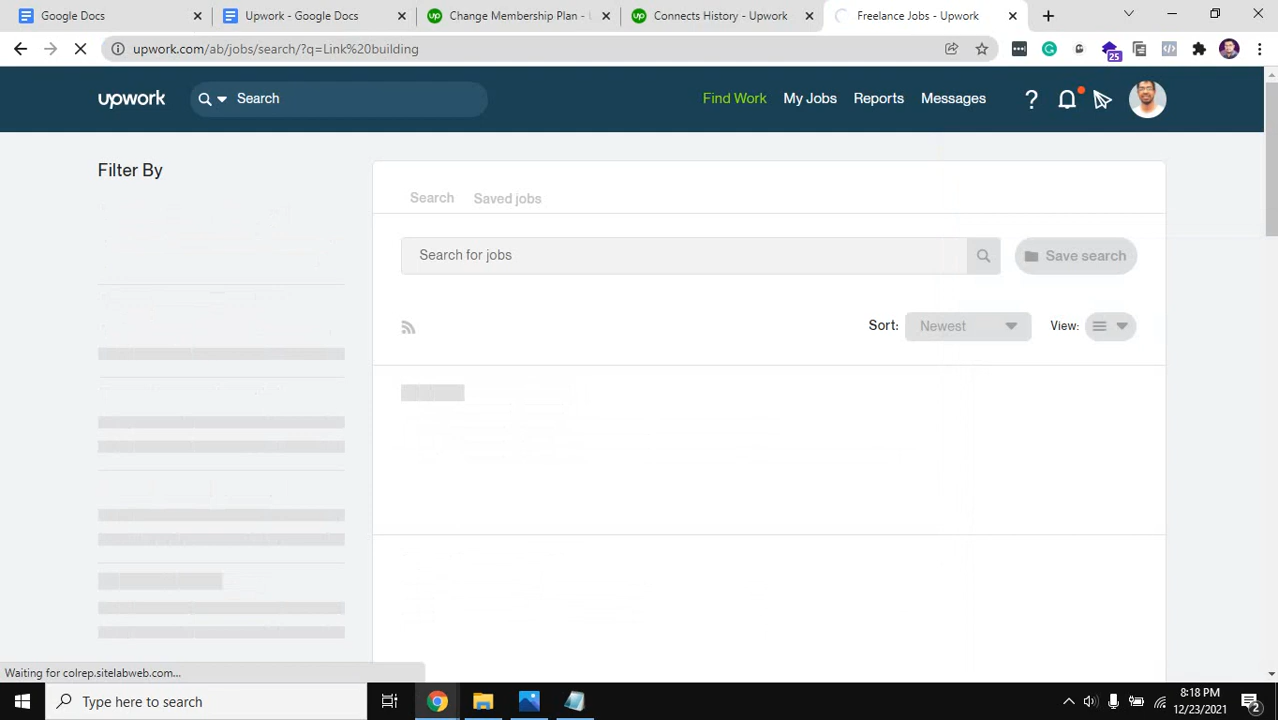 Google Docs
Upwork - Google Docs
Change Membership Plan - U
Connects History - Upwork
Freelance Jobs - Upwork
upwork.com/ab/jobs/search/?q=Link%20building
25
upwork
Search
Find Work
My Jobs
Reports
Messages
?
Filter By
Search
Saved jobs
Search for jobs
Save search
Sort:
Newest
View:
Waiting for colrep.sitelabweb.com...
Type here to search
8:18 PM
12/23/2021
2